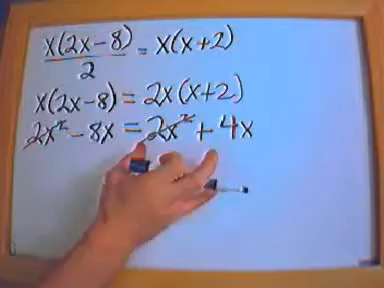 x(2x-8)/2 = x(x+2)
x(2x-8) = 2x(x+2)
2x² - 8x = 2x² + 4x